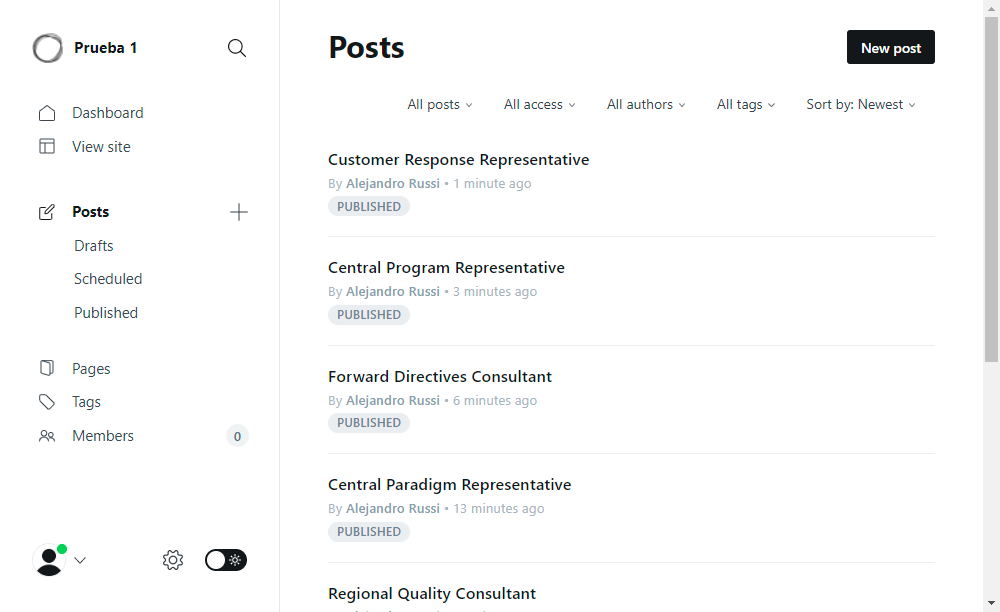 Prueba 1
Dashboard
View site
Posts
Drafts
Scheduled
Published
Pages
Tags
Members
0
Posts
New post
All posts
All access
All authors
All tags
Sort by: Newest
Customer Response Representative
By Alejandro Russi • 1 minute ago
PUBLISHED
Central Program Representative
By Alejandro Russi • 3 minutes ago
PUBLISHED
Forward Directives Consultant
By Alejandro Russi • 6 minutes ago
PUBLISHED
Central Paradigm Representative
By Alejandro Russi • 13 minutes ago
PUBLISHED
Regional Quality Consultant